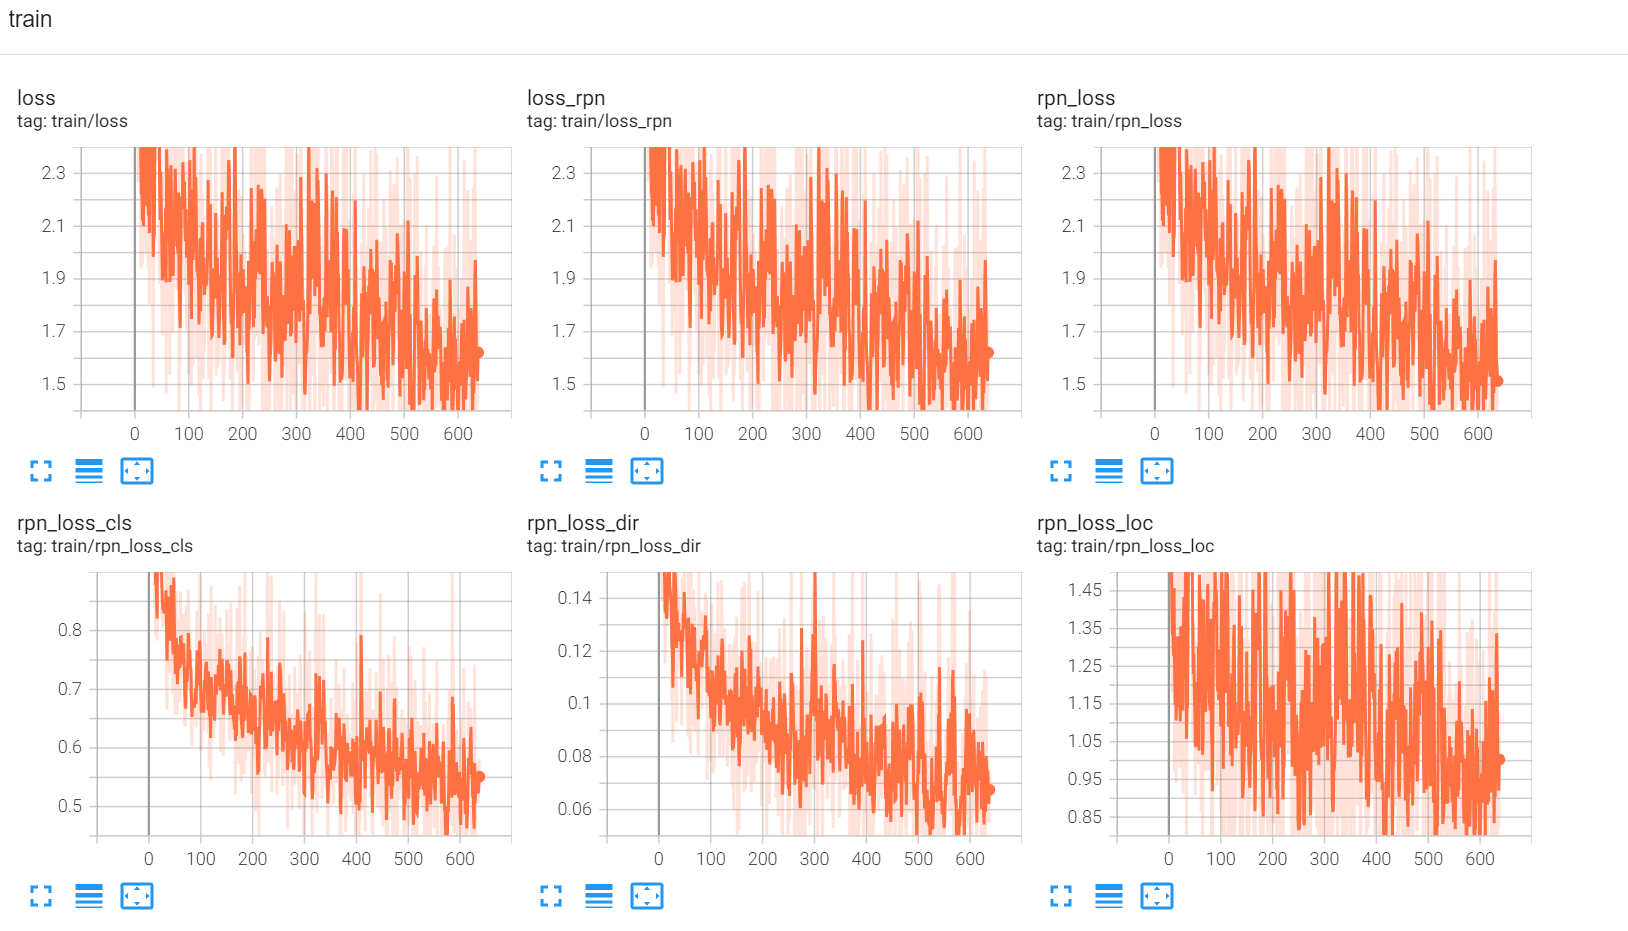 train
loss
tag: train/loss
2.3
2.1
1.9
1.7
1.5
0 100 200 300 400 500 600
loss_rpn
tag: train/loss_rpn
2.3
2.1
1.9
1.7
1.5
0 100 200 300 400 500 600
rpn_loss
tag: train/rpn_loss
2.3
2.1
1.9
1.7
1.5
0 100 200 300 400 500 600
rpn_loss_cls
tag: train/rpn_loss_cls
0.8
0.7
0.6
0.5
0 100 200 300 400 500 600
rpn_loss_dir
tag: train/rpn_loss_dir
0.14
0.12
0.1
0.08
0.06
0 100 200 300 400 500 600
rpn_loss_loc
tag: train/rpn_loss_loc
1.45
1.35
1.25
1.15
1.05
0.95
0.85
0 100 200 300 400 500 600